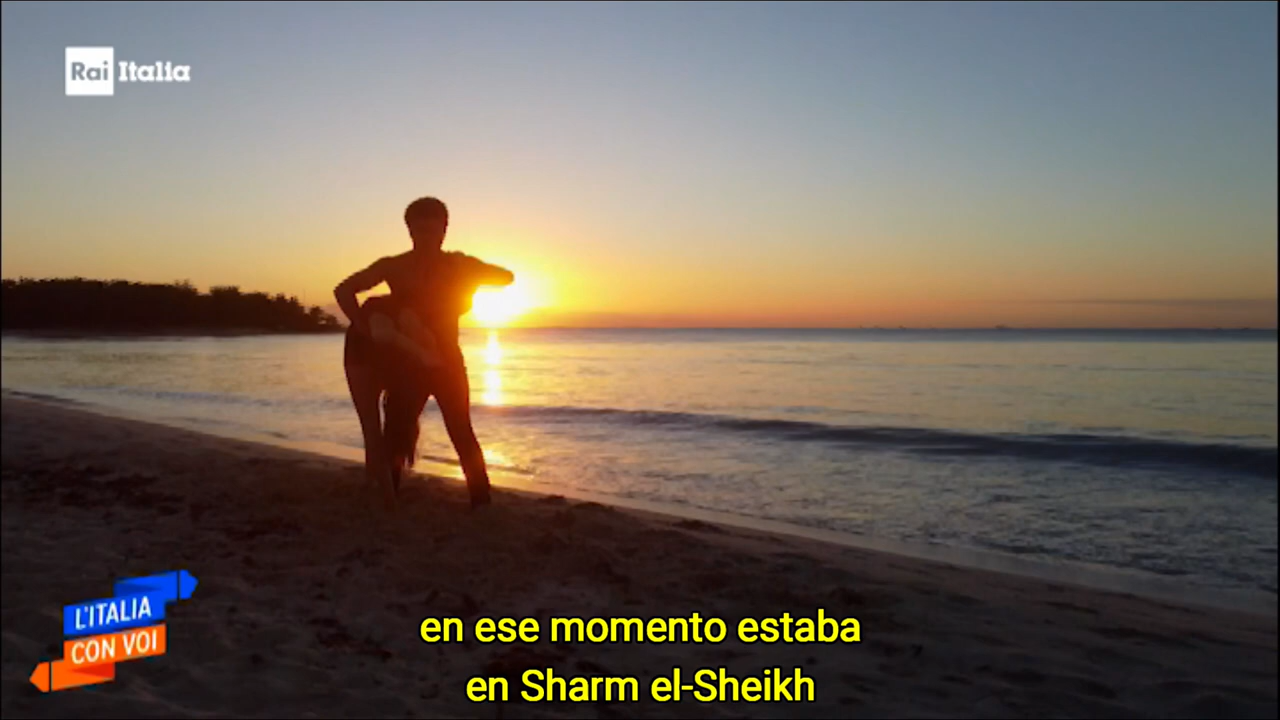 Rai Italia
L'ITALIA
CON VOI
en ese momento estaba
en Sharm el-Sheikh